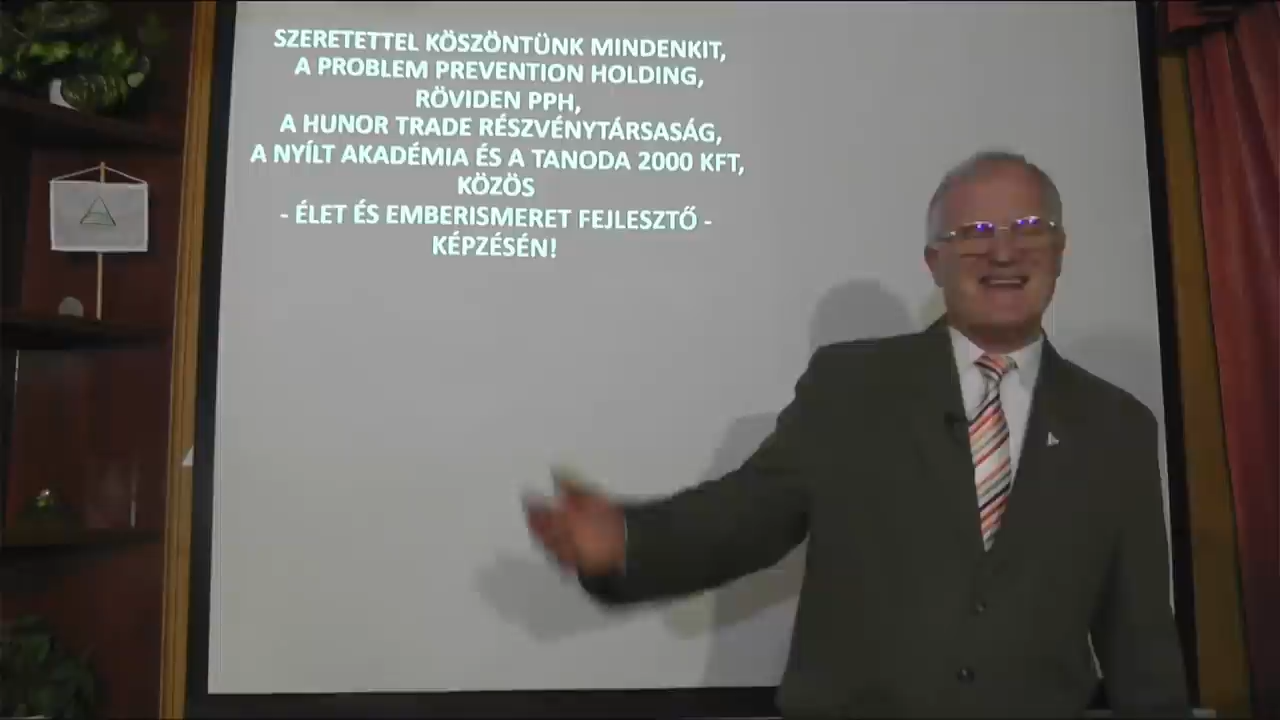 SZERETETTEL KÖSZÖNTÜNK MINDENKIT,
A PROBLEM PREVENTION HOLDING,
RÖVIDEN PPH,
A HUNOR TRADE RÉSZVÉNYTÁRSASÁG,
A NYÍLT AKADÉMIA ÉS A TANODA 2000 KFT,
KÖZÖS
- ÉLET ÉS EMBERISMERET FEJLESZTŐ -
KÉPZÉSÉN!